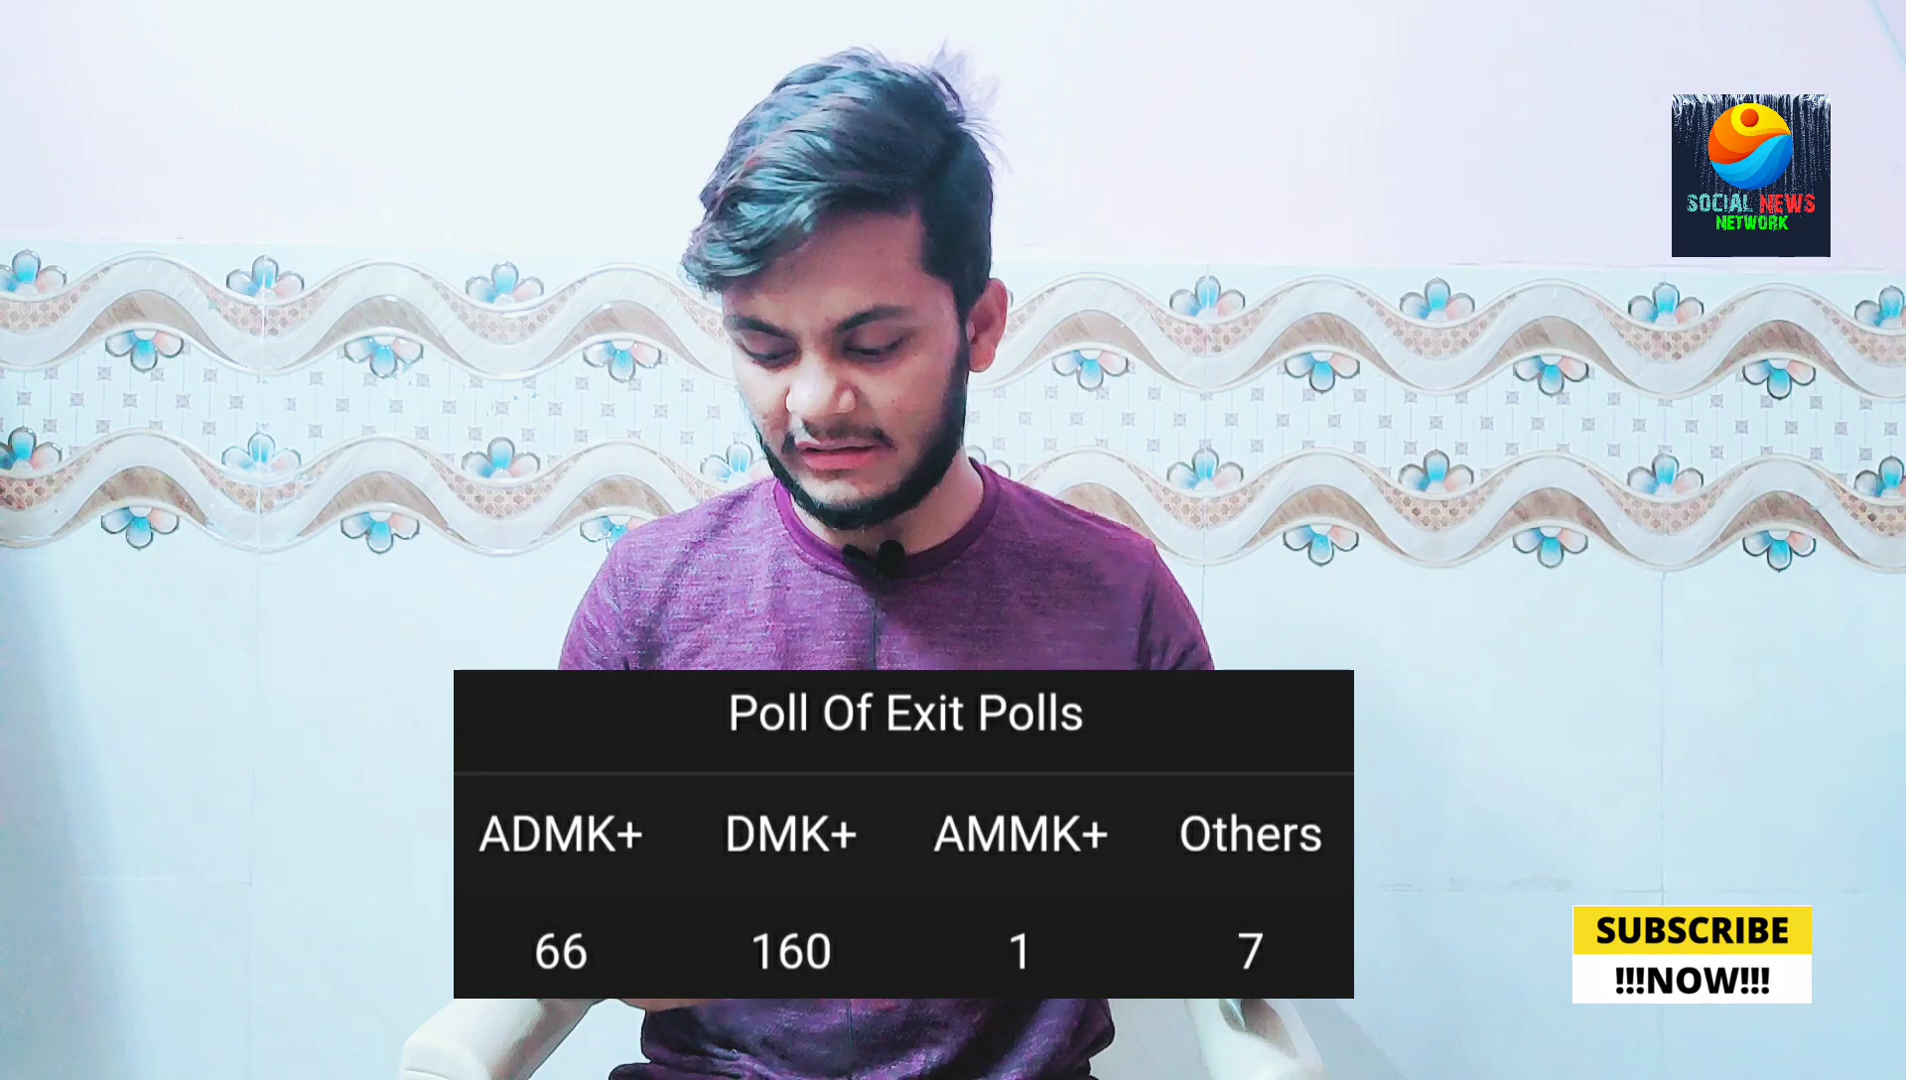 SOCIAL NEWS
NETWORK
Poll Of Exit Polls
ADMK+ DMK+ AMMK+ Others
66 160 1 7
SUBSCRIBE
!!!NOW!!!